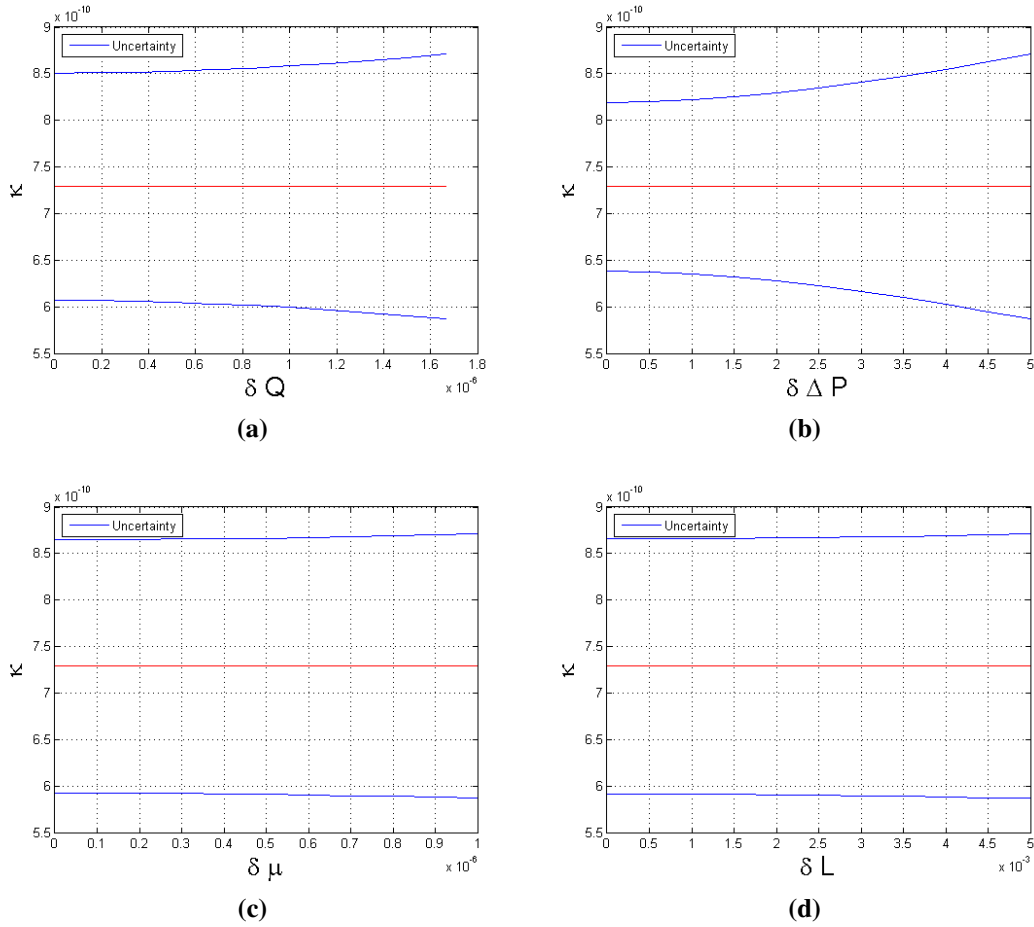 x 10⁻¹⁰
9
Uncertainty
8.5
8
7.5
κ
7
6.5
6
5.5
0 0.2 0.4 0.6 0.8 1 1.2 1.4 1.6 1.8
δ Q
x 10⁻⁶
(a)
x 10⁻¹⁰
9
Uncertainty
8.5
8
7.5
κ
7
6.5
6
5.5
0 0.5 1 1.5 2 2.5 3 3.5 4 4.5 5
δ Δ P
(b)
x 10⁻¹⁰
9
Uncertainty
8.5
8
7.5
κ
7
6.5
6
5.5
0 0.1 0.2 0.3 0.4 0.5 0.6 0.7 0.8 0.9 1
δ μ
x 10⁻⁶
(c)
x 10⁻¹⁰
9
Uncertainty
8.5
8
7.5
κ
7
6.5
6
5.5
0 0.5 1 1.5 2 2.5 3 3.5 4 4.5 5
δ L
x 10⁻³
(d)